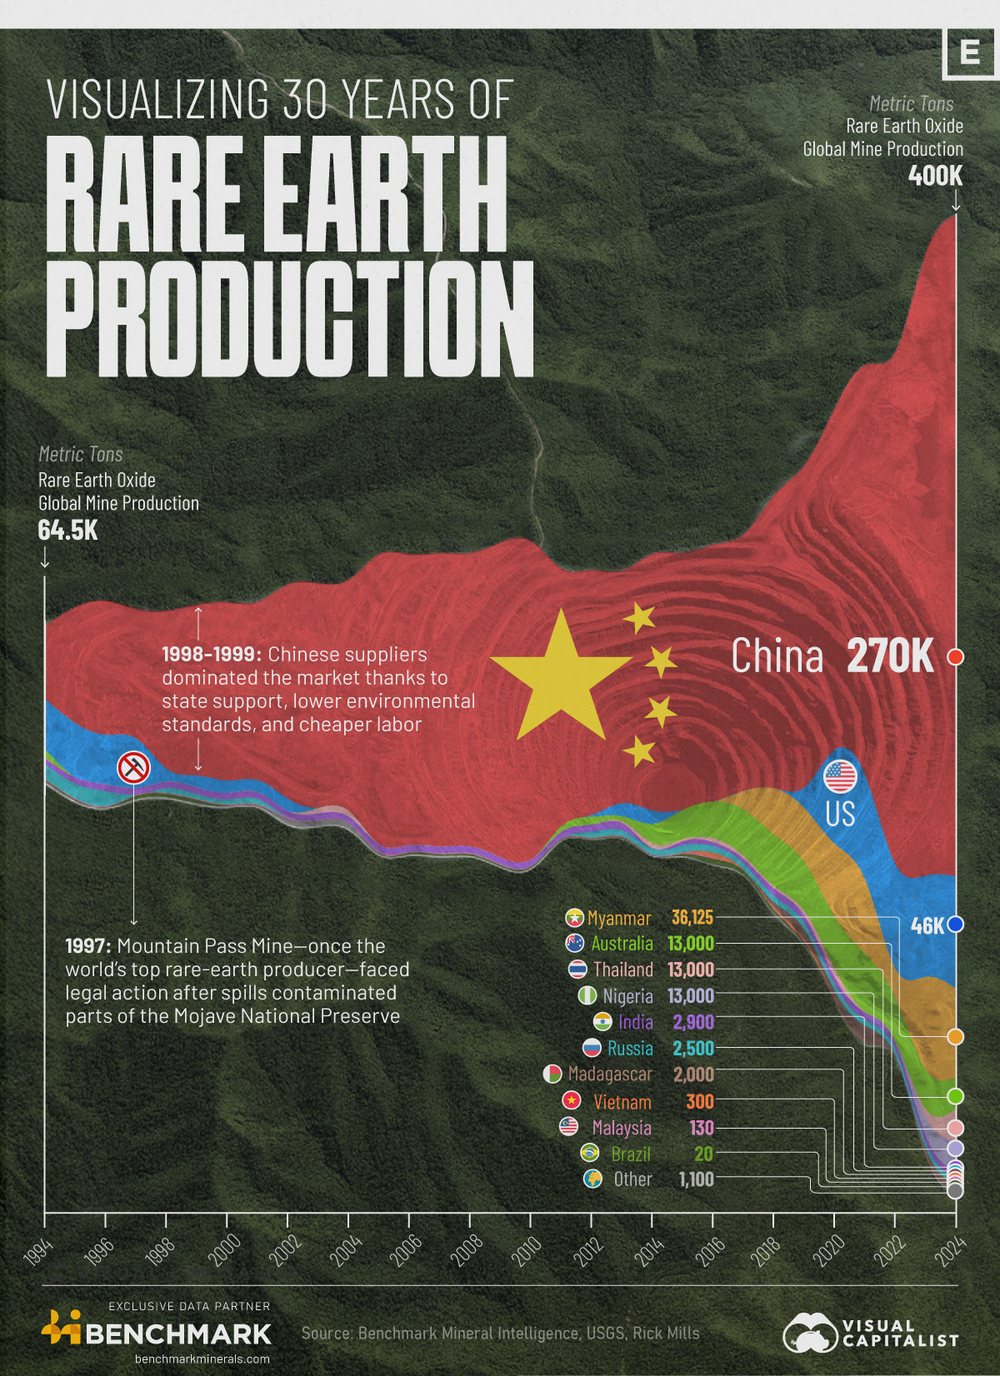 E
VISUALIZING 30 YEARS OF
RARE EARTH
PRODUCTION
Metric Tons
Rare Earth Oxide
Global Mine Production
400K
Metric Tons
Rare Earth Oxide
Global Mine Production
64.5K
1998-1999: Chinese suppliers
dominated the market thanks to
state support, lower environmental
standards, and cheaper labor
China 270K
US
46K
1997: Mountain Pass Mine—once the
world's top rare-earth producer—faced
legal action after spills contaminated
parts of the Mojave National Preserve
Myanmar 36,125
Australia 13,000
Thailand 13,000
Nigeria 13,000
India 2,900
Russia 2,500
Madagascar 2,000
Vietnam 300
Malaysia 130
Brazil 20
Other 1,100
1994 1996 1998 2000 2002 2004 2006 2008 2010 2012 2014 2016 2018 2020 2022 2024
EXCLUSIVE DATA PARTNER
BENCHMARK
benchmarkminerals.com
Source: Benchmark Mineral Intelligence, USGS, Rick Mills
VISUAL
CAPITALIST